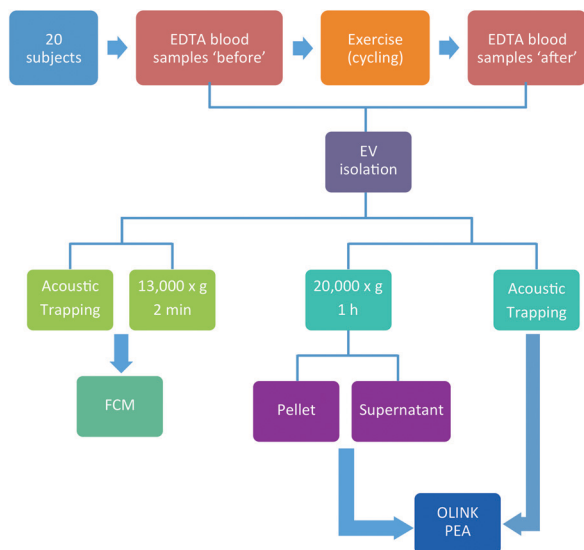 20
subjects
EDTA blood
samples ‘before’
Exercise
(cycling)
EDTA blood
samples ‘after’
EV
isolation
Acoustic
Trapping
13,000 x g
2 min
20,000 x g
1 h
Acoustic
Trapping
FCM
Pellet
Supernatant
OLINK
PEA